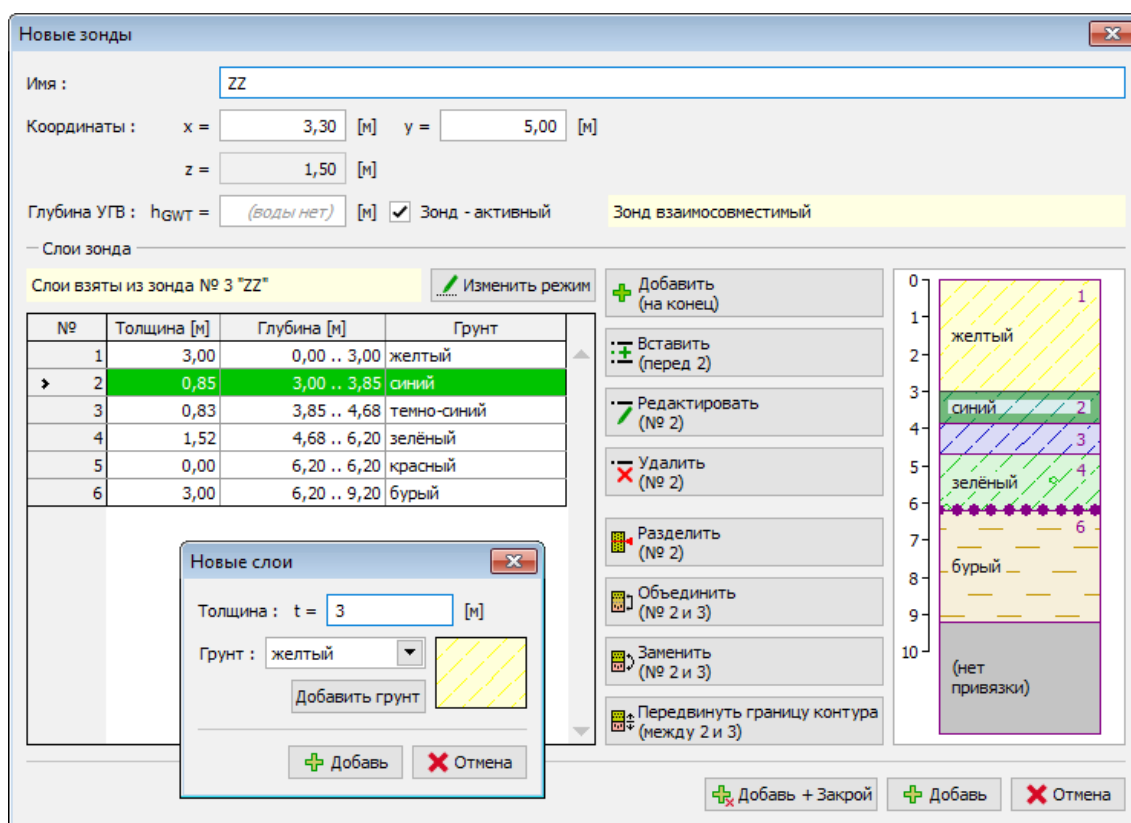 Новые зонды
Имя : ZZ
Координаты : x = 3,30 [м] y = 5,00 [м]
z = 1,50 [м]
Глубина УГВ : hGWT = (воды нет) [м] Зонд - активный Зонд взаимосовместимый
Слои зонда
Слои взяты из зонда № 3 "ZZ" Изменить режим
№ Толщина [м] Глубина [м] Грунт
1 3,00 0,00 .. 3,00 желтый
2 0,85 3,00 .. 3,85 синий
3 0,83 3,85 .. 4,68 темно-синий
4 1,52 4,68 .. 6,20 зелёный
5 0,00 6,20 .. 6,20 красный
6 3,00 6,20 .. 9,20 бурый
Новые слои
Толщина : t = 3 [м]
Грунт : желтый
Добавить грунт
Добавь Отмена
Добавить
(на конец)
Вставить
(перед 2)
Редактировать
(№ 2)
Удалить
(№ 2)
Разделить
(№ 2)
Объединить
(№ 2 и 3)
Заменить
(№ 2 и 3)
Передвинуть границу контура
(между 2 и 3)
0
1
2
3
4
5
6
7
8
9
10
1
желтый
синий 2
3
4
зелёный
6
бурый
(нет
привязки)
Добавь + Закрой Добавь Отмена